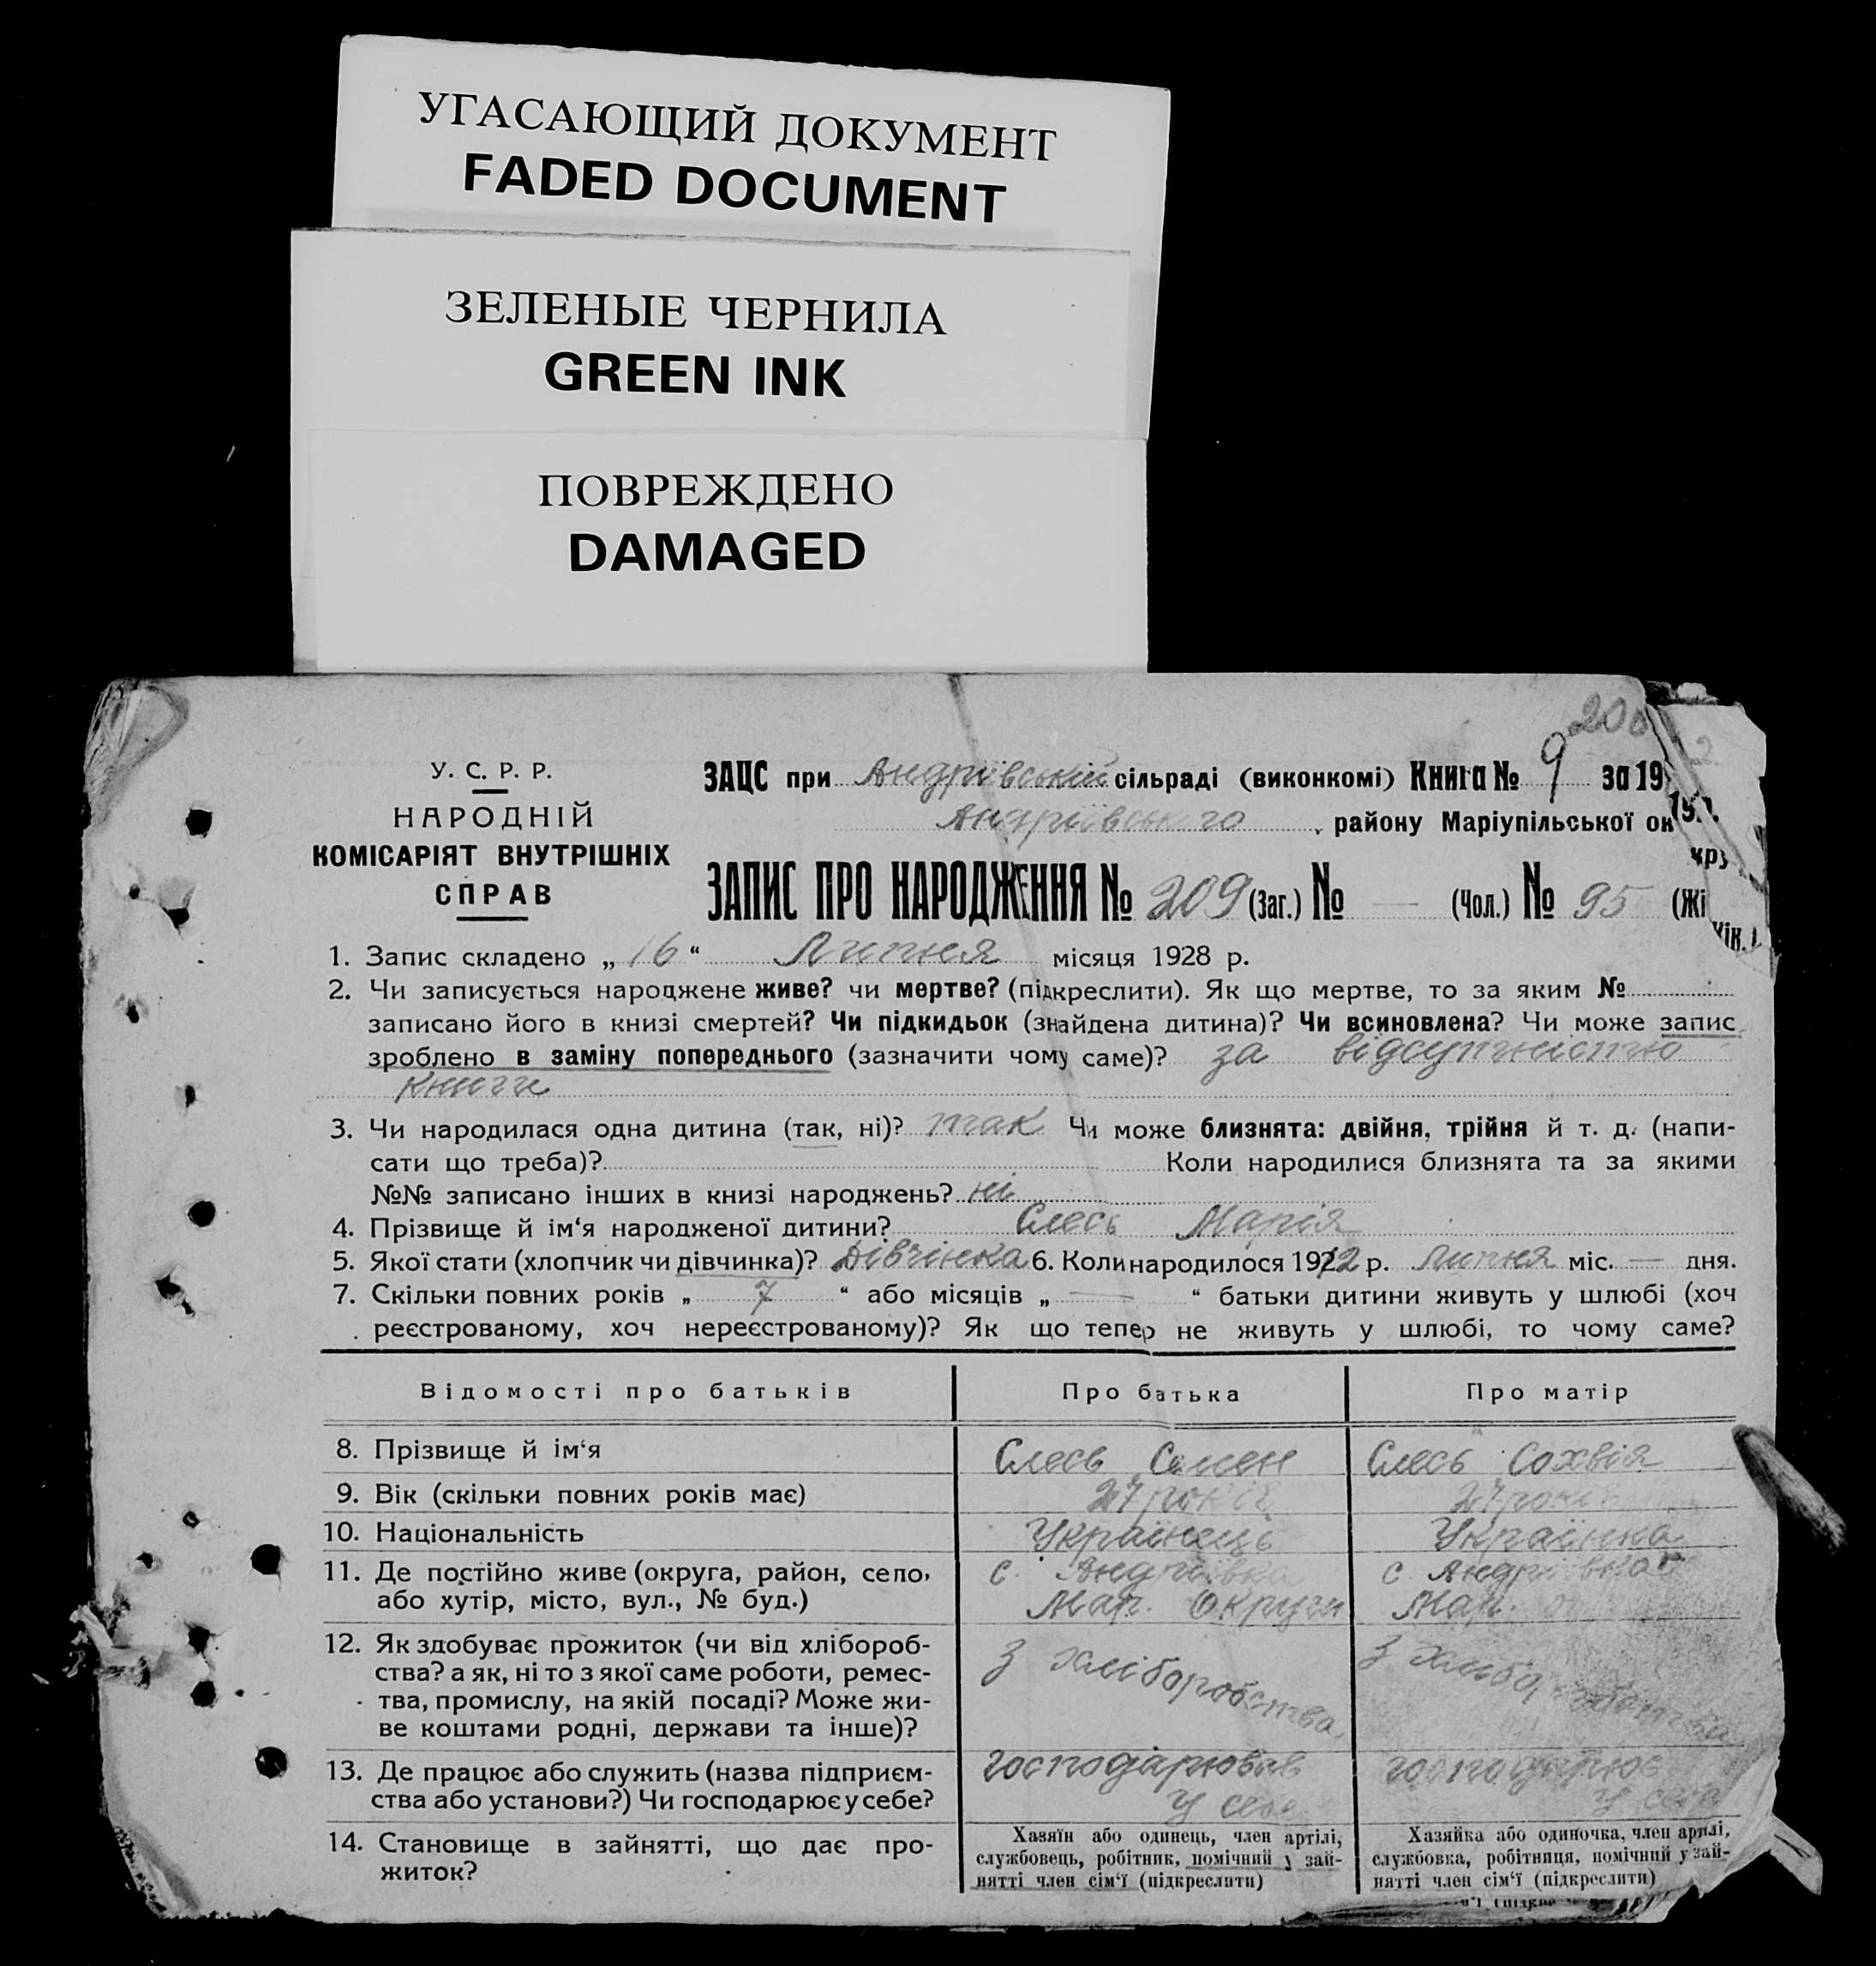 УГАСАЮЩИЙ ДОКУМЕНТ
FADED DOCUMENT
ЗЕЛЕНЫЕ ЧЕРНИЛА
GREEN INK
ПОВРЕЖДЕНО
DAMAGED
У. С. Р. Р.
НАРОДНІЙ
КОМІСАРІЯТ ВНУТРІШНІХ
СПРАВ
ЗАЦС при Андріївській сільраді (виконкомі) Книга № 9 за 19
Андріївського, району Маріупільської ок
ЗАПИС ПРО НАРОДЖЕННЯ № 209 (Заг.) № — (Чол.) № 95 (Жі
1. Запис складено „ 16 “ Липня місяця 1928 р.
2. Чи записується народжене живе? чи мертве? (підкреслити). Як що мертве, то за яким №
записано його в книзі смертей? Чи підкидьок (знайдена дитина)? Чи всиновлена? Чи може запис
зроблено в заміну попереднього (зазначити чому саме)? за відсутністю
книги
3. Чи народилася одна дитина (так, ні)? так Чи може близнята: двійня, трійня й т. д. (напи-
сати що треба)? Коли народилися близнята та за якими
№№ записано інших в книзі народжень? ні
4. Прізвище й ім‘я народженої дитини? Слесь Марія
5. Якої стати (хлопчик чи дівчинка)? Дівчінка 6. Коли народилося 1912 р. липня міс. — дня.
7. Скільки повних років „ 7 “ або місяців „ — “ батьки дитини живуть у шлюбі (хоч
реєстрованому, хоч нереєстрованому)? Як що тепер не живуть у шлюбі, то чому саме?
Відомості про батьків Про батька Про матір
8. Прізвище й ім‘я Слесь Семен Слесь Сохвія
9. Вік (скільки повних років має) 27 років 27 років
10. Національність Українець Українка
11. Де постійно живе (округа, район, село, с. Андріївка с. Андріївка
або хутір, місто, вул., № буд.) Мар. Округи Мар.
12. Як здобуває прожиток (чи від хлібороб- З хліборобства З хліборобства
ства? а як, ні то з якої саме роботи, ремес-
тва, промислу, на якій посаді? Може жи-
ве коштами родні, держави та інше)?
13. Де працює або служить (назва підприєм- господарював господарює
ства або установи?) Чи господарює у себе? у себе у себе
14. Становище в зайнятті, що дає про-
житок?
Хазяїн або одинець, член артілі,
службовець, робітник, помічний у зай-
нятті член сім‘ї (підкреслити)
Хазяйка або одиночка, член артілі,
службовка, робітниця, помічний у зай-
нятті член сім‘ї (підкреслити)